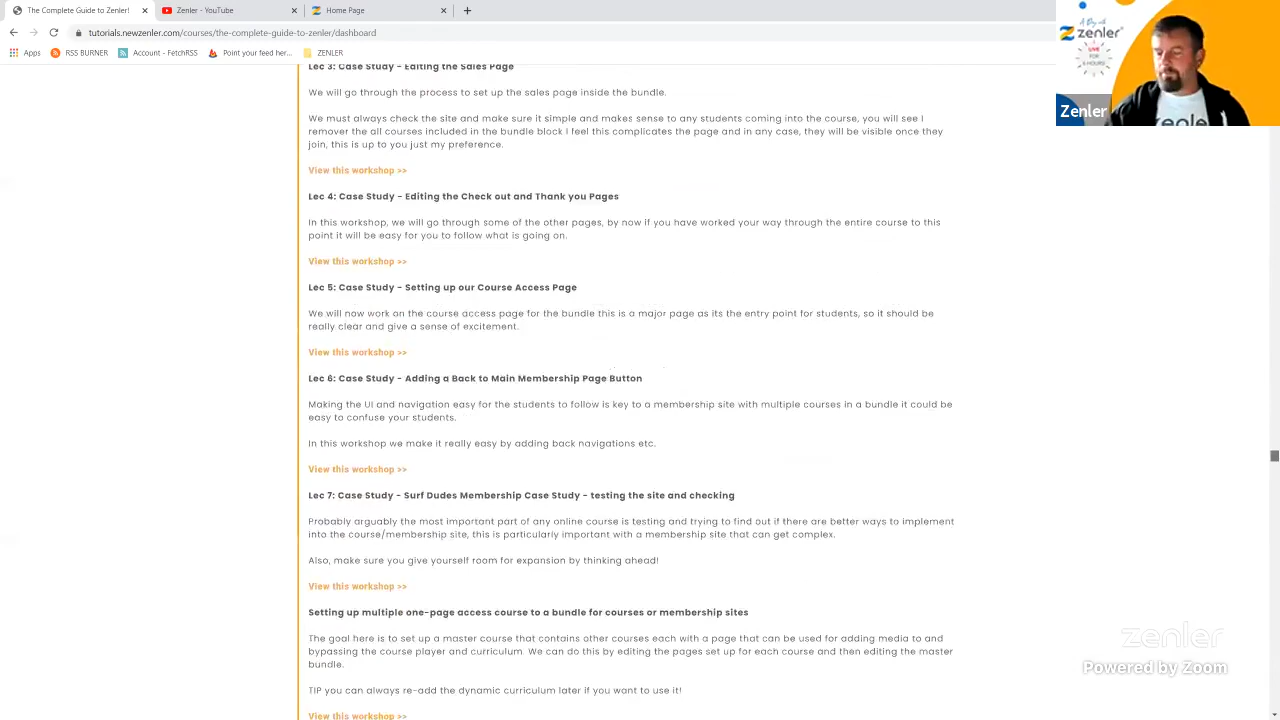 The Complete Guide to Zenler!
Zenler - YouTube
Home Page
tutorials.newzenler.com/courses/the-complete-guide-to-zenler/dashboard
Apps
RSS BURNER
Account - FetchRSS
Point your feed her...
ZENLER
A Day with
zenler
LIVE
FOR
6 HOURS
Zenler
Lec 3: Case Study - Editing the Sales Page
We will go through the process to set up the sales page inside the bundle.
We must always check the site and make sure it simple and makes sense to any students coming into the course, you will see I
remover the all courses included in the bundle block I feel this complicates the page and in any case, they will be visible once they
join, this is up to you just my preference.
View this workshop >>
Lec 4: Case Study - Editing the Check out and Thank you Pages
In this workshop, we will go through some of the other pages, by now if you have worked your way through the entire course to this
point it will be easy for you to follow what is going on.
View this workshop >>
Lec 5: Case Study - Setting up our Course Access Page
We will now work on the course access page for the bundle this is a major page as its the entry point for students, so it should be
really clear and give a sense of excitement.
View this workshop >>
Lec 6: Case Study - Adding a Back to Main Membership Page Button
Making the UI and navigation easy for the students to follow is key to a membership site with multiple courses in a bundle it could be
easy to confuse your students.
In this workshop we make it really easy by adding back navigations etc.
View this workshop >>
Lec 7: Case Study - Surf Dudes Membership Case Study - testing the site and checking
Probably arguably the most important part of any online course is testing and trying to find out if there are better ways to implement
into the course/membership site, this is particularly important with a membership site that can get complex.
Also, make sure you give yourself room for expansion by thinking ahead!
View this workshop >>
Setting up multiple one-page access course to a bundle for courses or membership sites
The goal here is to set up a master course that contains other courses each with a page that can be used for adding media to and
bypassing the course player and curriculum. We can do this by editing the pages set up for each course and then editing the master
bundle.
TIP you can always re-add the dynamic curriculum later if you want to use it!
View this workshop >>
zenler
Powered by Zoom